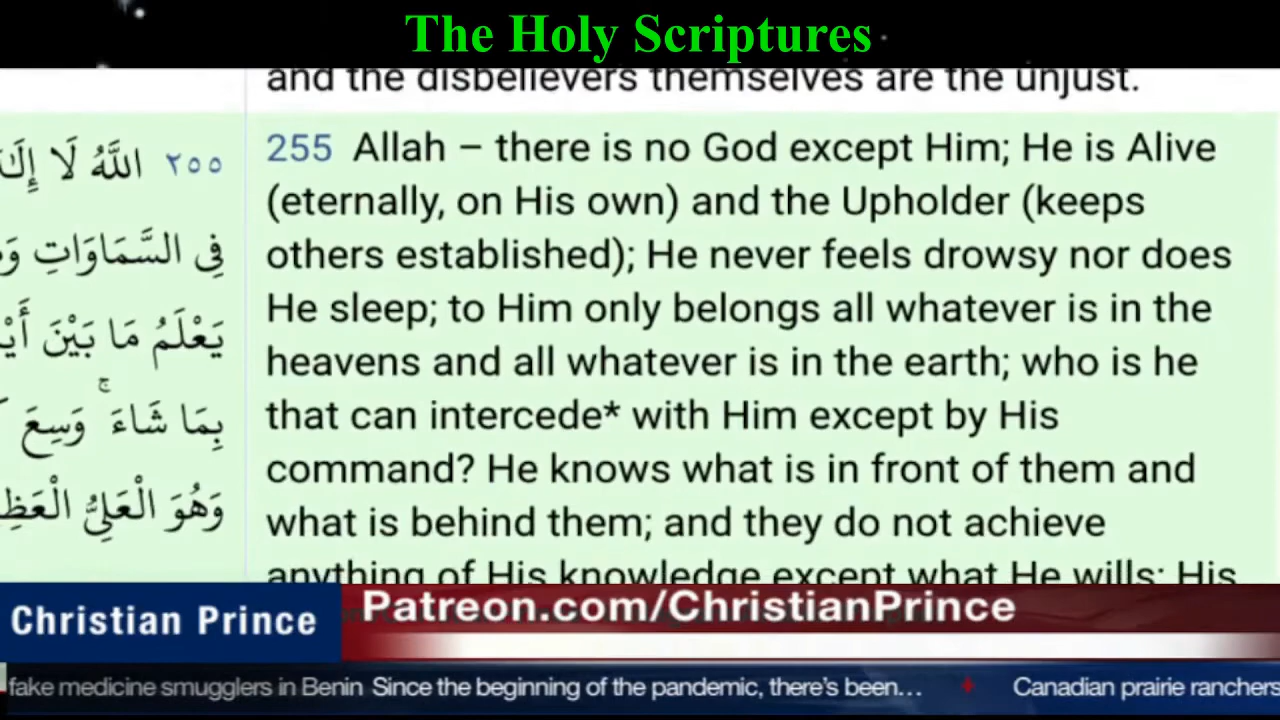 The Holy Scriptures
and the disbelievers themselves are the unjust.
255 Allah – there is no God except Him; He is Alive
(eternally, on His own) and the Upholder (keeps
others established); He never feels drowsy nor does
He sleep; to Him only belongs all whatever is in the
heavens and all whatever is in the earth; who is he
that can intercede* with Him except by His
command? He knows what is in front of them and
what is behind them; and they do not achieve
anything of His knowledge except what He wills; His
٢٥٥ اللَّهُ لَا
فِي السَّمَاوَاتِ
يَعْلَمُ مَا بَيْنَ
بِمَا شَاءَ ۚ وَسِعَ
وَهُوَ الْعَلِيُّ
Christian Prince
Patreon.com/ChristianPrince
fake medicine smugglers in Benin Since the beginning of the pandemic, there's been... Canadian prairie ranchers